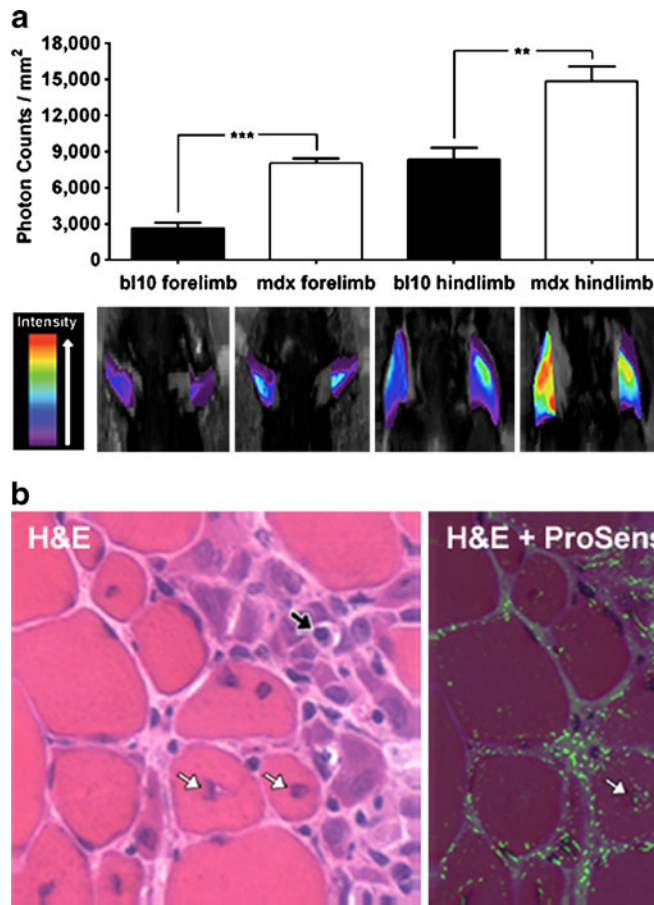 a
18,000
15,000
12,000
9,000
6,000
3,000
0
Photon Counts / mm²
***
**
bl10 forelimb
mdx forelimb
bl10 hindlimb
mdx hindlimb
Intensity
b
H&E
H&E + ProSens